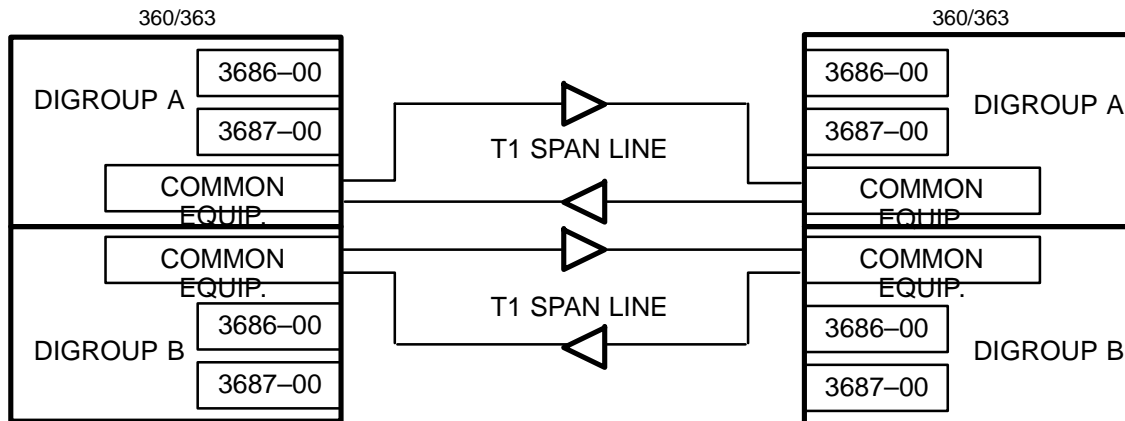 360/363
360/363
DIGROUP A
3686–00
3687–00
COMMON
EQUIP.
T1 SPAN LINE
3686–00
3687–00
DIGROUP A
COMMON
EQUIP.
COMMON
EQUIP.
3686–00
DIGROUP B
3687–00
T1 SPAN LINE
COMMON
EQUIP.
3686–00
DIGROUP B
3687–00